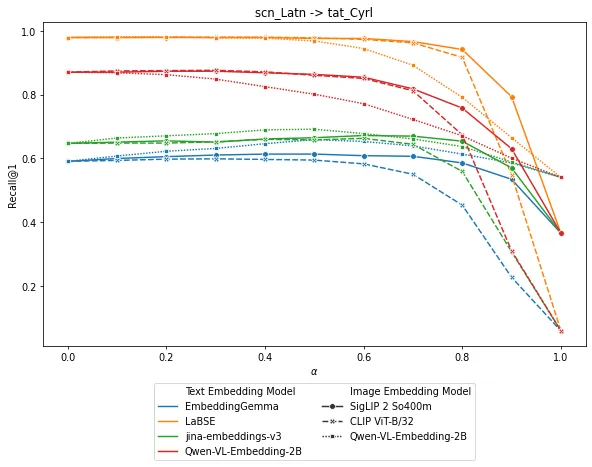 scn_Latn -> tat_Cyrl
Recall@1
1.0
0.8
0.6
0.4
0.2
0.0 0.2 0.4 0.6 0.8 1.0
α
Text Embedding Model Image Embedding Model
EmbeddingGemma SigLIP 2 So400m
LaBSE CLIP ViT-B/32
jina-embeddings-v3 Qwen-VL-Embedding-2B
Qwen-VL-Embedding-2B